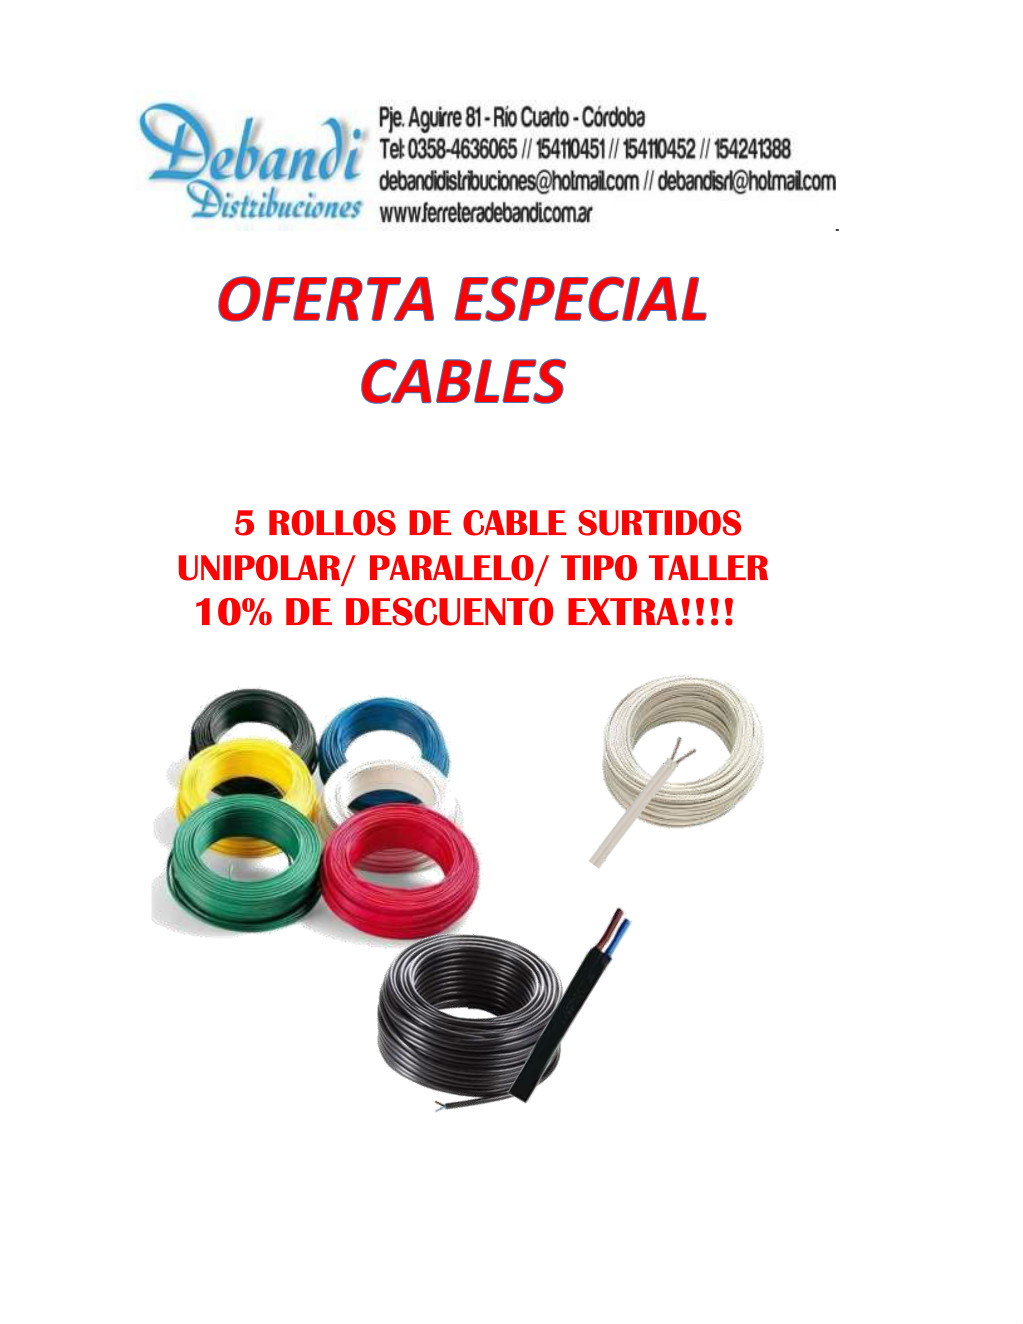 Debandi
Distribuciones
Pje. Aguirre 81 - Río Cuarto - Córdoba
Tel: 0358-4636065 // 154110451 // 154110452 // 154241388
debandidistribuciones@hotmail.com // debandisrl@hotmail.com
www.ferreteradebandi.com.ar
OFERTA ESPECIAL
CABLES
5 ROLLOS DE CABLE SURTIDOS
UNIPOLAR/ PARALELO/ TIPO TALLER
10% DE DESCUENTO EXTRA!!!!